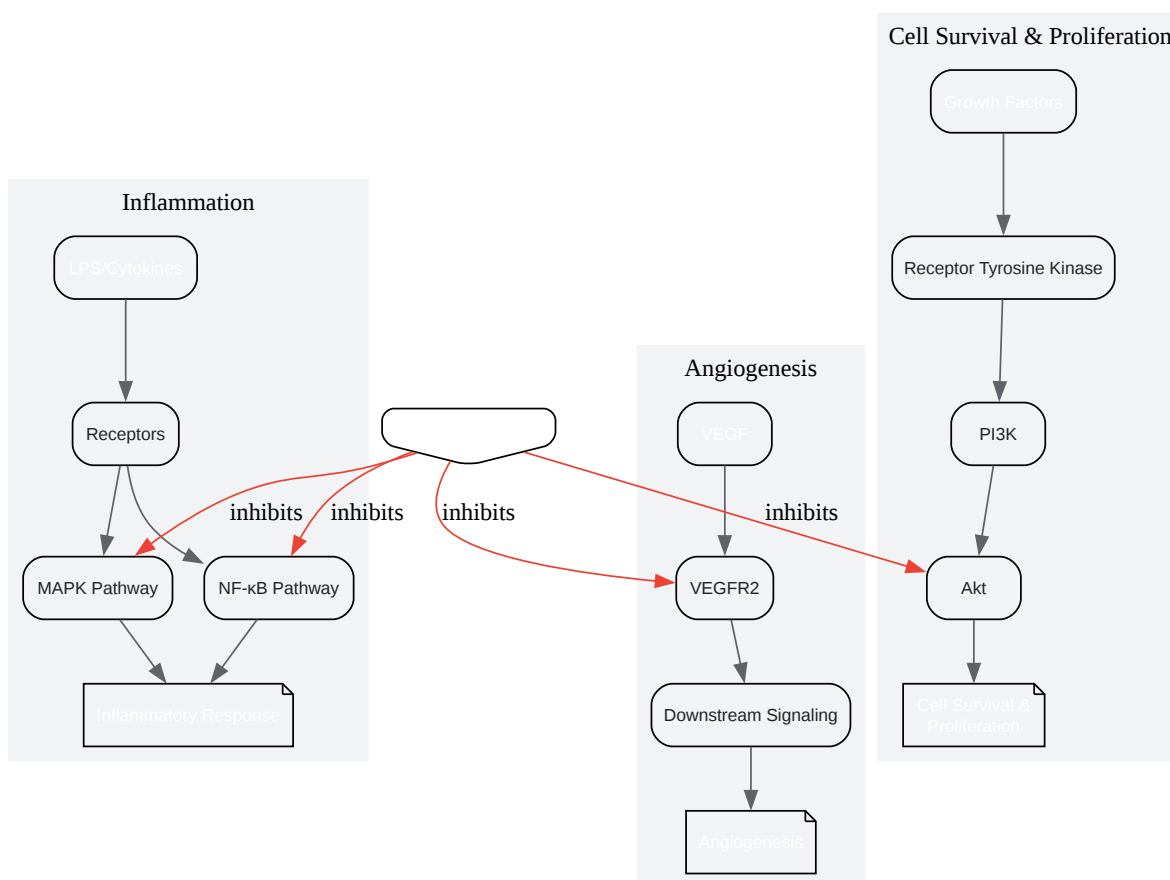 Cell Survival & Proliferation
Growth Factors
Inflammation
LPS/Cytokines
Receptor Tyrosine Kinase
Angiogenesis
Receptors
VEGF
PI3K
inhibits
inhibits
inhibits
inhibits
MAPK Pathway
NF-κB Pathway
VEGFR2
Akt
Inflammatory Response
Downstream Signaling
Cell Survival &
Proliferation
Angiogenesis